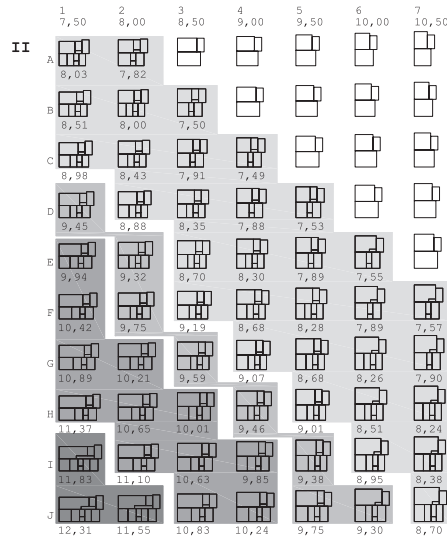 1 2 3 4 5 6 7
7,50 8,00 8,50 9,00 9,50 10,00 10,50
II
A
8,03 7,82
B
8,51 8,00 7,50
C
8,98 8,43 7,91 7,49
D
9,45 8,88 8,35 7,88 7,53
E
9,94 9,32 8,70 8,30 7,89 7,55
F
10,42 9,75 9,19 8,68 8,28 7,89 7,57
G
10,89 10,21 9,59 9,07 8,68 8,26 7,90
H
11,37 10,65 10,01 9,46 9,01 8,51 8,24
I
11,83 11,10 10,63 9,85 9,38 8,95 8,38
J
12,31 11,55 10,83 10,24 9,75 9,30 8,70